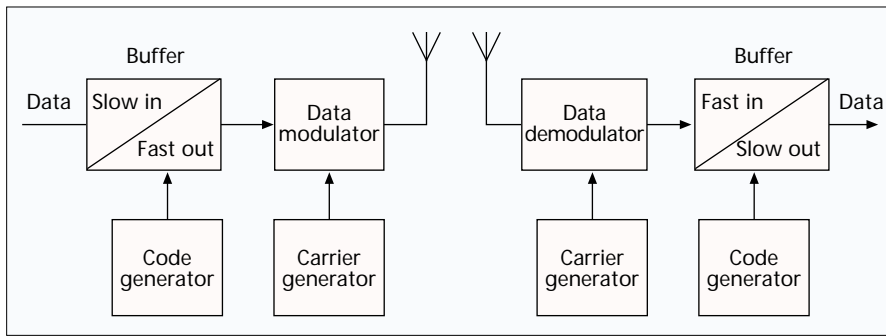 Buffer
Data
Slow in
Fast out
Data
modulator
Code
generator
Carrier
generator
Buffer
Data
demodulator
Fast in
Slow out
Data
Carrier
generator
Code
generator